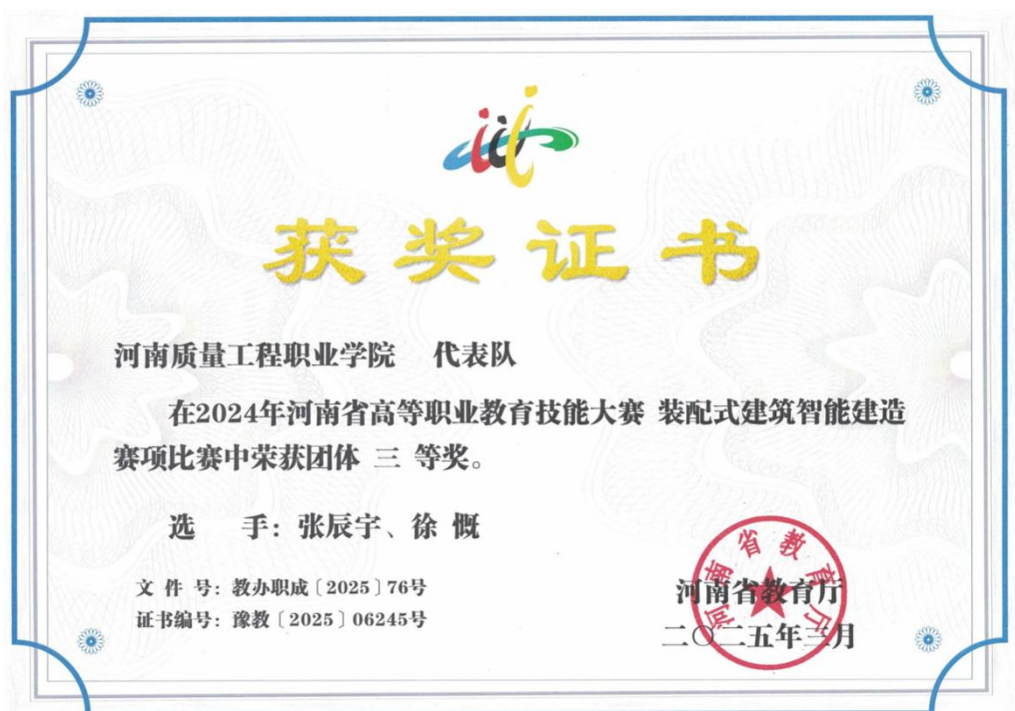 获奖证书
河南质量工程职业学院 代表队
在2024年河南省高等职业教育技能大赛 装配式建筑智能建造
赛项比赛中荣获团体 三 等奖。
选 手：张辰宇、徐 慨
文 件 号：教办职成〔2025〕76号
证书编号：豫教〔2025〕06245号
河南省教育厅
河南省教育厅
二〇二五年三月